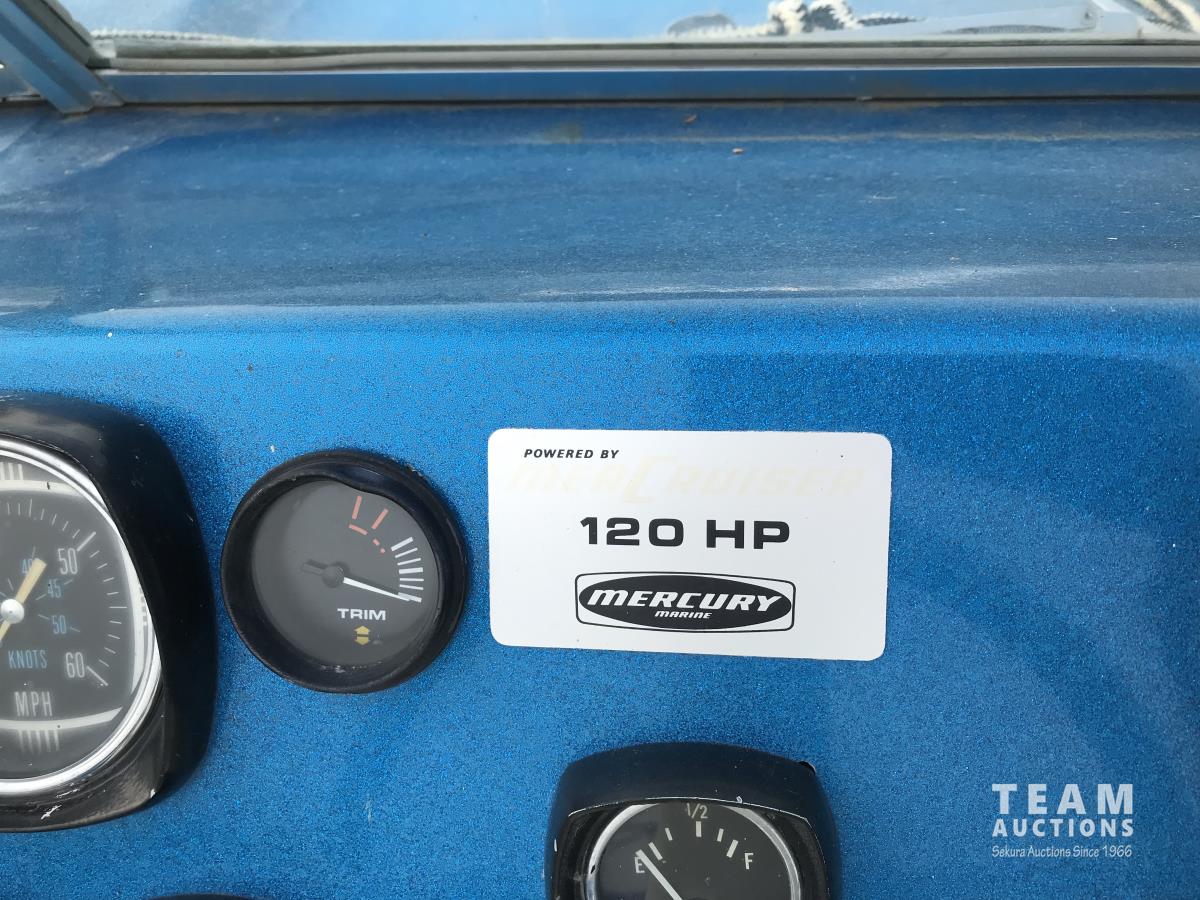 POWERED BY
MERCRUISER
120 HP
MERCURY
MARINE
50
45
50
KNOTS
60
MPH
TRIM
E
1/2
F
TEAM
AUCTIONS
Sekura Auctions Since 1966